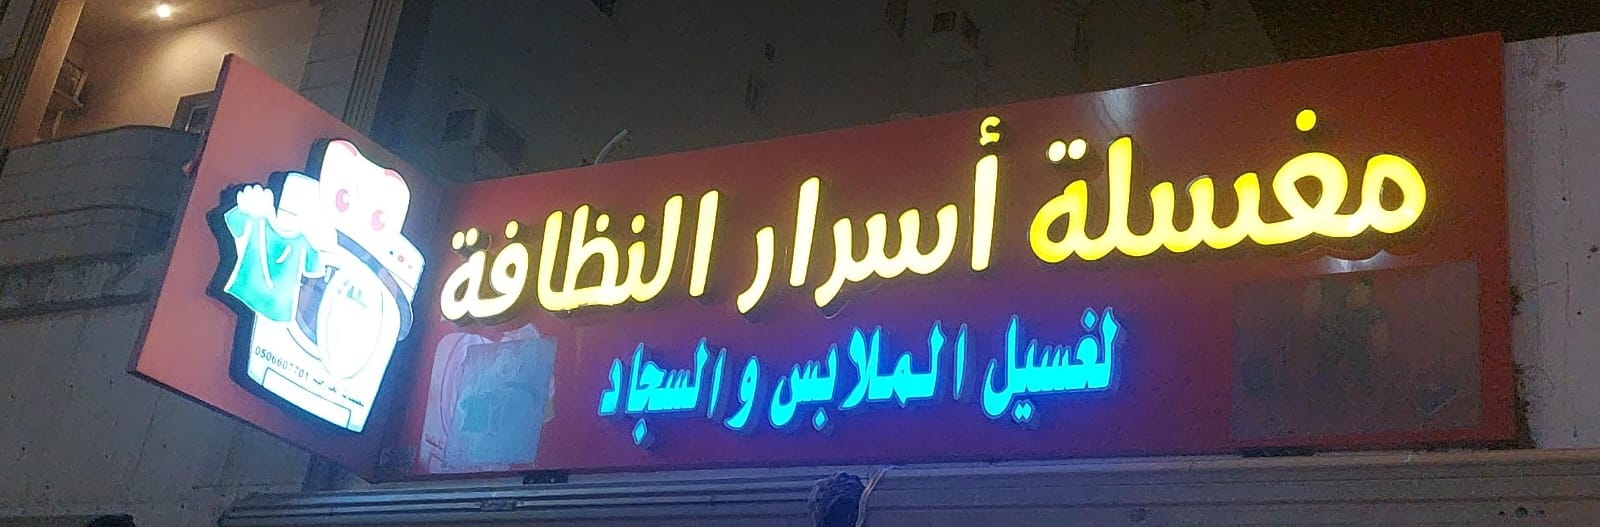 مغسلة أسرار النظافة
لغسيل الملابس و السجاد